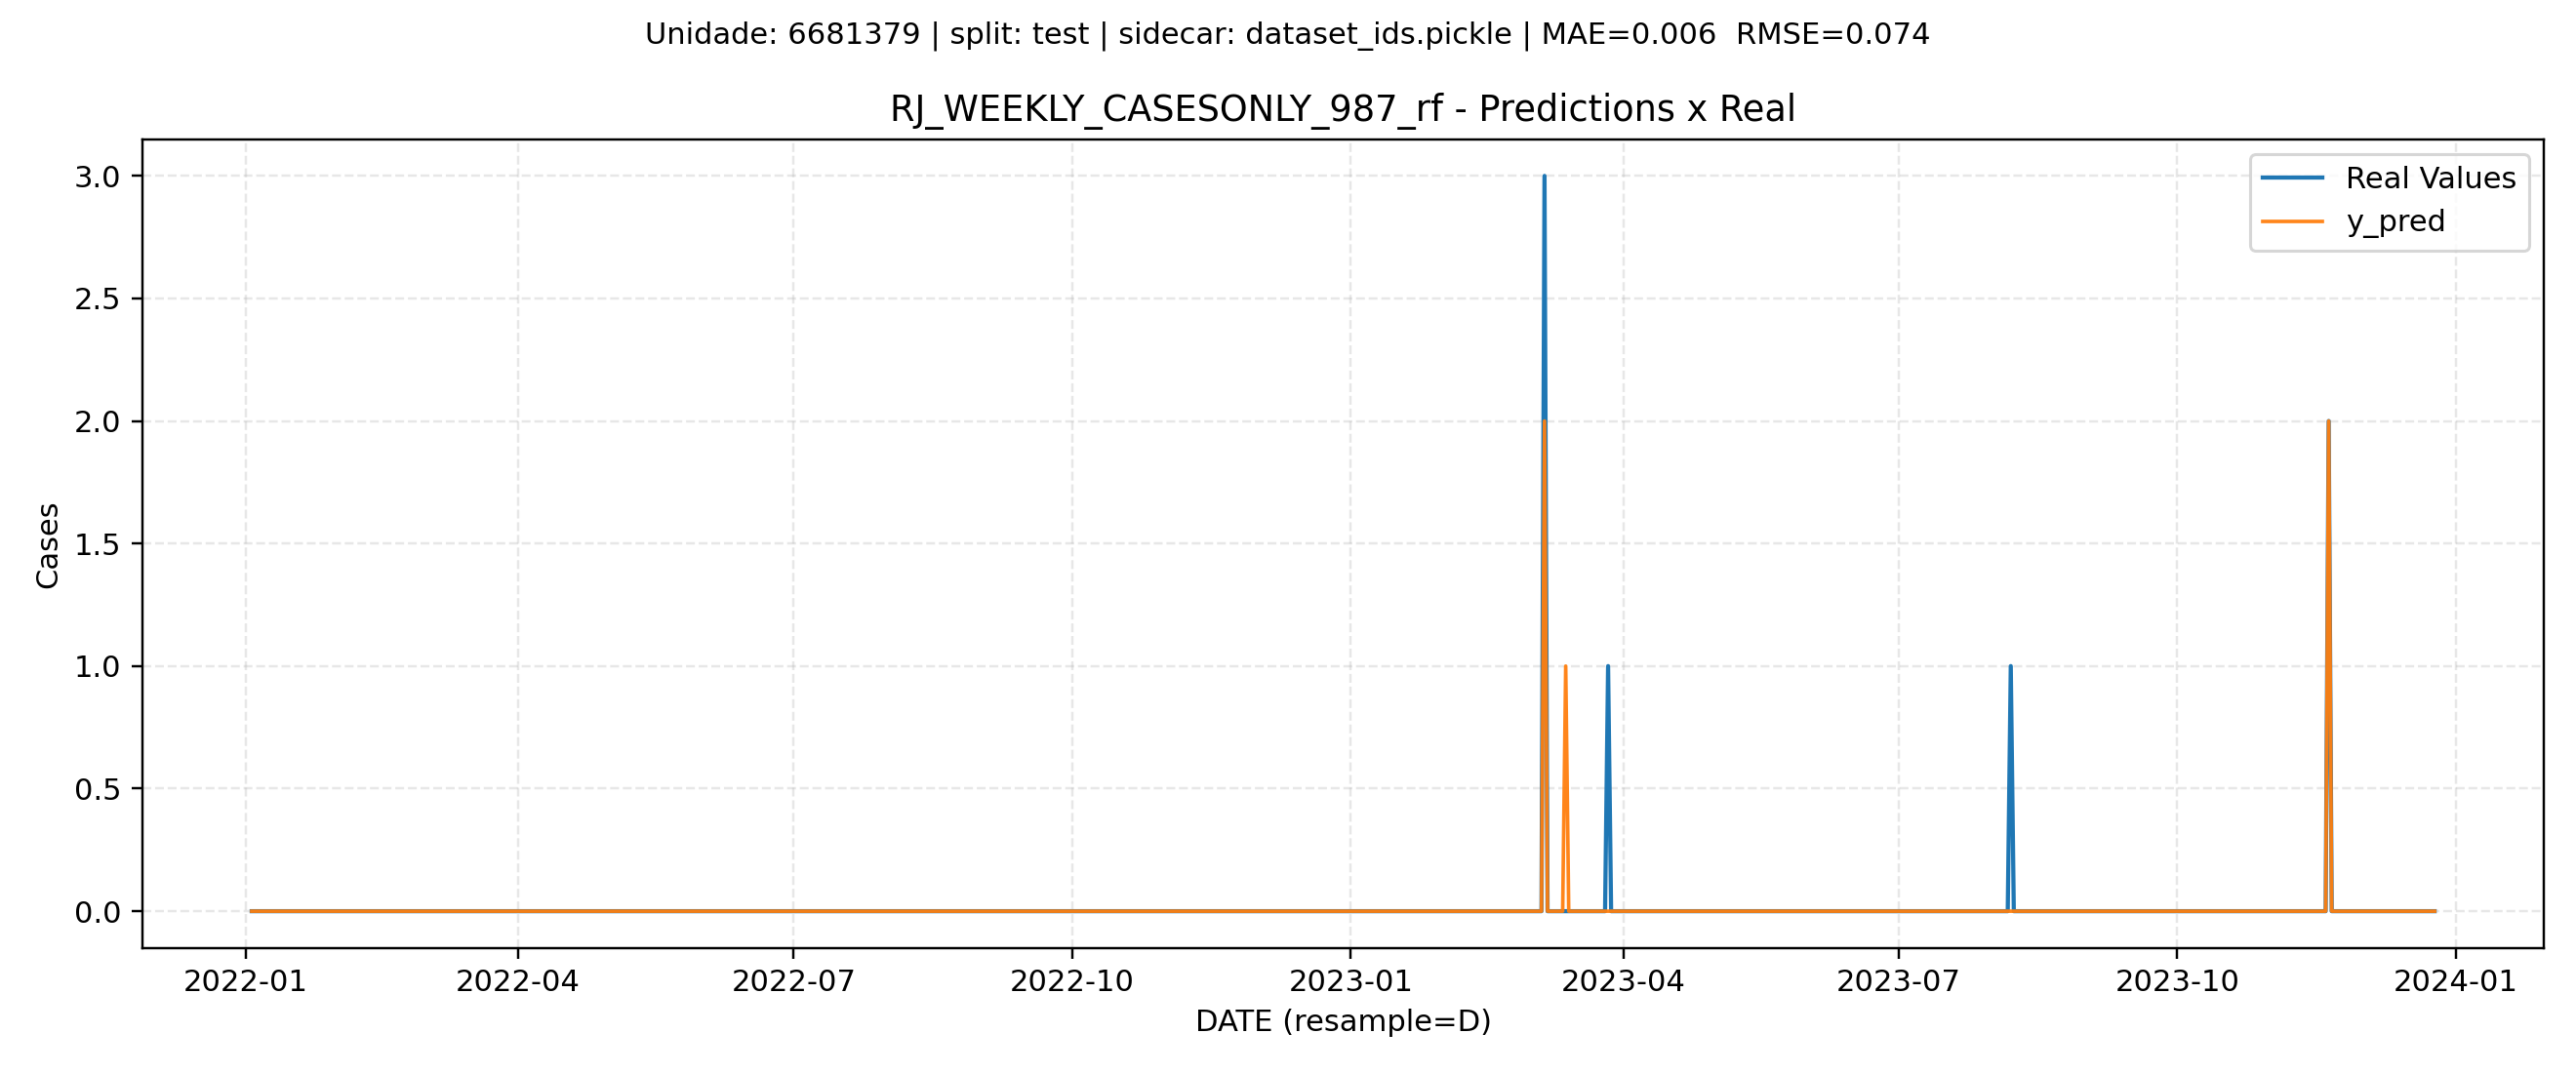 Unidade: 6681379 | split: test | sidecar: dataset_ids.pickle | MAE=0.006  RMSE=0.074
RJ_WEEKLY_CASESONLY_987_rf - Predictions x Real
Real Values
y_pred
3.0
2.5
2.0
1.5
1.0
0.5
0.0
Cases
2022-01
2022-04
2022-07
2022-10
2023-01
2023-04
2023-07
2023-10
2024-01
DATE (resample=D)